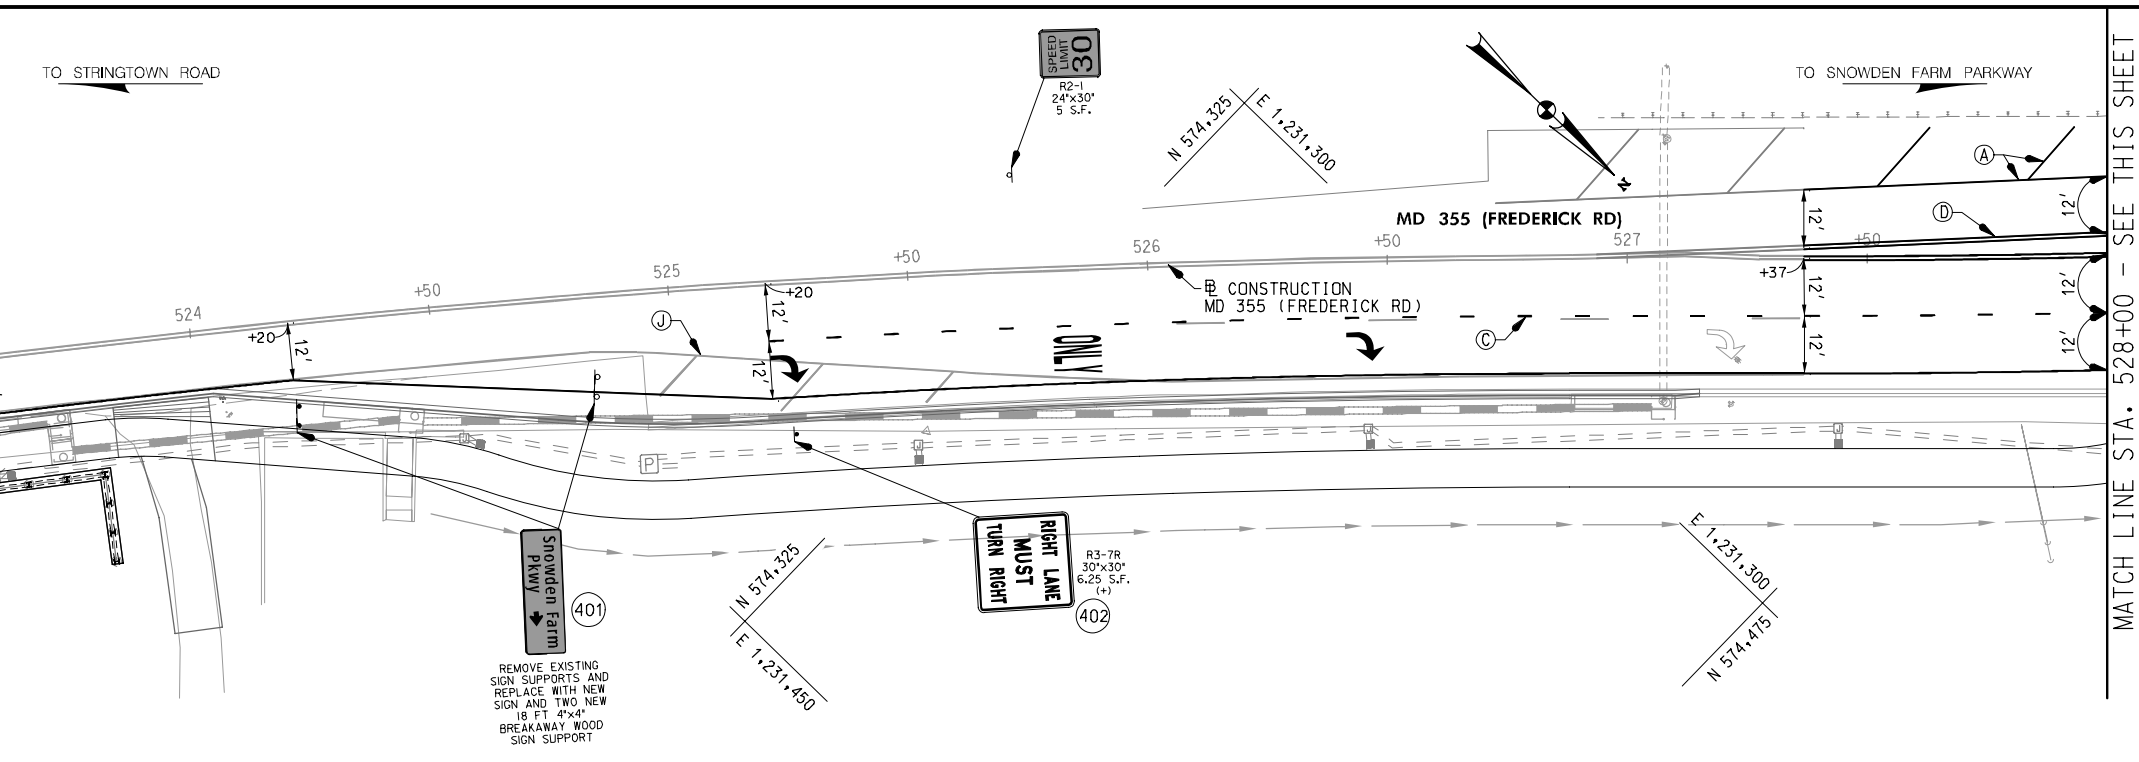 TO STRINGTOWN ROAD
SPEED
LIMIT
30
R2-1
24"x30"
5 S.F.
N 574,325
E 1,231,300
N
TO SNOWDEN FARM PARKWAY
A
12'
D
MD 355 (FREDERICK RD)
12'
524
+50
525
+50
526
+50
527
+50
+20
12'
J
+20
12'
12'
BL CONSTRUCTION
MD 355 (FREDERICK RD)
ONLY
C
+37
12'
12'
12'
12'
P
J
J
J
Snowden Farm
Pkwy
401
REMOVE EXISTING
SIGN SUPPORTS AND
REPLACE WITH NEW
SIGN AND TWO NEW
18 FT 4"x4"
BREAKAWAY WOOD
SIGN SUPPORT
N 574,325
E 1,231,450
RIGHT LANE
MUST
TURN RIGHT
R3-7R
30"x30"
6.25 S.F.
(+)
402
E 1,231,300
N 574,475
MATCH LINE STA. 528+00 - SEE THIS SHEET